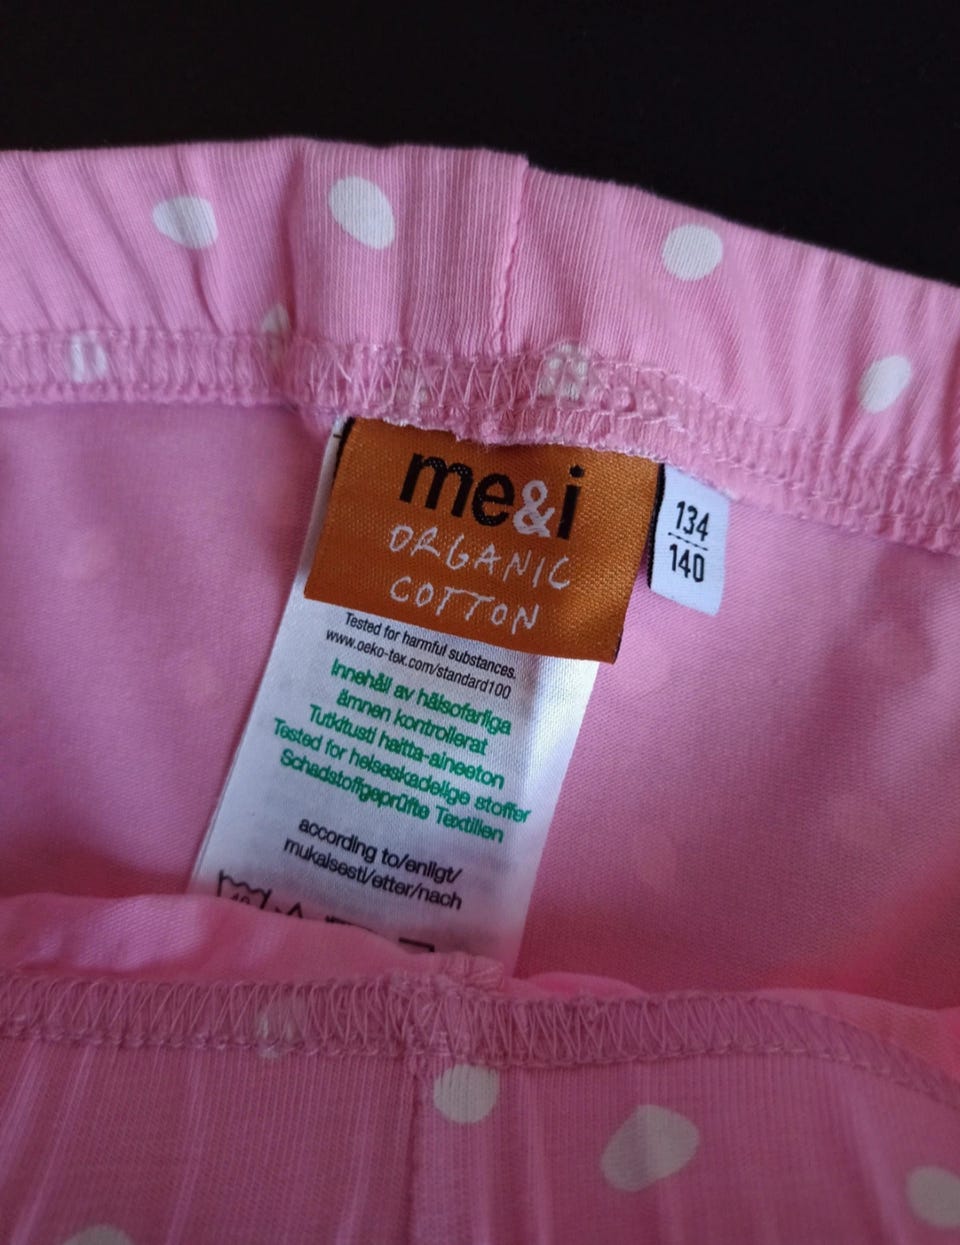 me&i
ORGANIC
COTTON
134
140
Tested for harmful substances.
www.oeko-tex.com/standard100
Innehåll av hälsofarliga
ämnen kontrollerat
Tutkitusti haitta-aineeton
Tested for helseskadelige stoffer
Schadstoffgeprüfte Textilien
according to/enligt/
mukaisesti/etter/nach